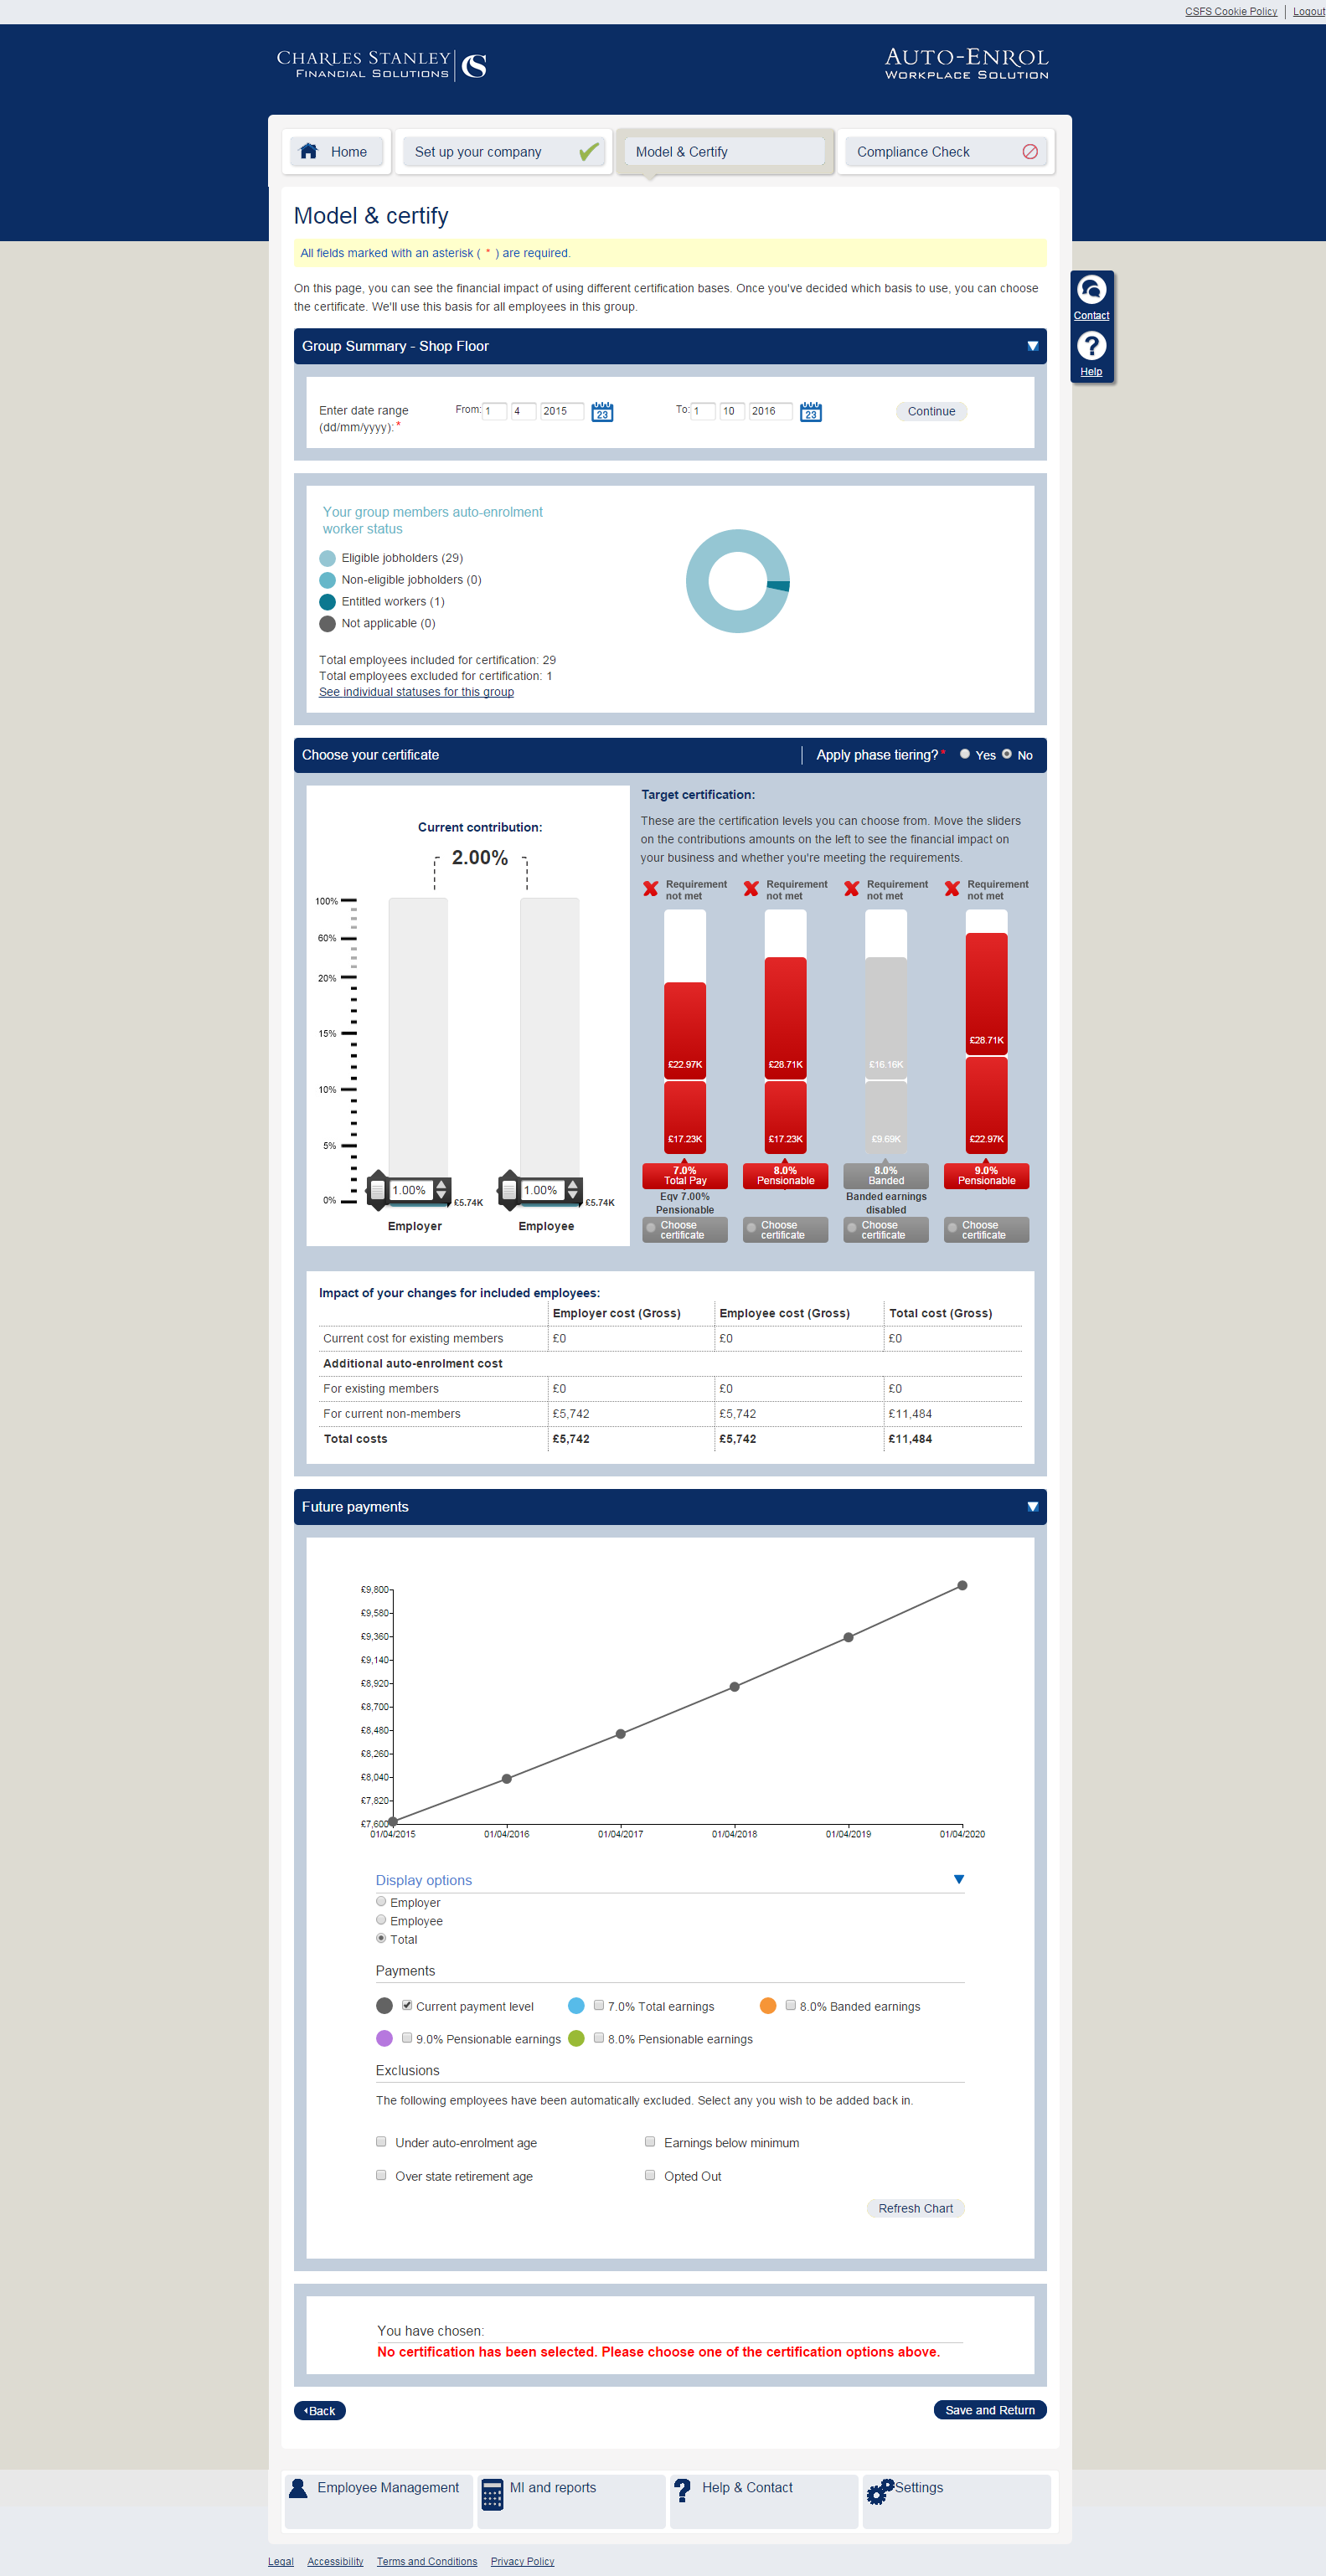 CSFS Cookie Policy | Logout
CHARLES STANLEY
FINANCIAL SOLUTIONS
AUTO-ENROL
WORKPLACE SOLUTION
Home
Set up your company
Model & Certify
Compliance Check
Model & certify
All fields marked with an asterisk ( * ) are required.
On this page, you can see the financial impact of using different certification bases. Once you've decided which basis to use, you can choose
the certificate. We'll use this basis for all employees in this group.
Contact
Help
Group Summary - Shop Floor
Enter date range
(dd/mm/yyyy):*
From: 1 4 2015 23
To: 1 10 2016 23
Continue
Your group members auto-enrolment
worker status
Eligible jobholders (29)
Non-eligible jobholders (0)
Entitled workers (1)
Not applicable (0)
Total employees included for certification: 29
Total employees excluded for certification: 1
See individual statuses for this group
Choose your certificate
Apply phase tiering?* Yes No
Current contribution:
2.00%
100%
60%
20%
15%
10%
5%
0%
1.00% £5.74K
1.00% £5.74K
Employer
Employee
Target certification:
These are the certification levels you can choose from. Move the sliders
on the contributions amounts on the left to see the financial impact on
your business and whether you're meeting the requirements.
Requirement
not met
Requirement
not met
Requirement
not met
Requirement
not met
£22.97K
£17.23K
£28.71K
£17.23K
£16.16K
£9.69K
£28.71K
£22.97K
7.0%
Total Pay
8.0%
Pensionable
8.0%
Banded
9.0%
Pensionable
Eqv 7.00%
Pensionable
Banded earnings
disabled
Choose
certificate
Choose
certificate
Choose
certificate
Choose
certificate
Impact of your changes for included employees:
Employer cost (Gross) Employee cost (Gross) Total cost (Gross)
Current cost for existing members £0 £0 £0
Additional auto-enrolment cost
For existing members £0 £0 £0
For current non-members £5,742 £5,742 £11,484
Total costs £5,742 £5,742 £11,484
Future payments
£9,800
£9,580
£9,360
£9,140
£8,920
£8,700
£8,480
£8,260
£8,040
£7,820
£7,600
01/04/2015 01/04/2016 01/04/2017 01/04/2018 01/04/2019 01/04/2020
Display options
Employer
Employee
Total
Payments
Current payment level 7.0% Total earnings 8.0% Banded earnings
9.0% Pensionable earnings 8.0% Pensionable earnings
Exclusions
The following employees have been automatically excluded. Select any you wish to be added back in.
Under auto-enrolment age Earnings below minimum
Over state retirement age Opted Out
Refresh Chart
You have chosen:
No certification has been selected. Please choose one of the certification options above.
Back
Save and Return
Employee Management
MI and reports
Help & Contact
Settings
Legal Accessibility Terms and Conditions Privacy Policy